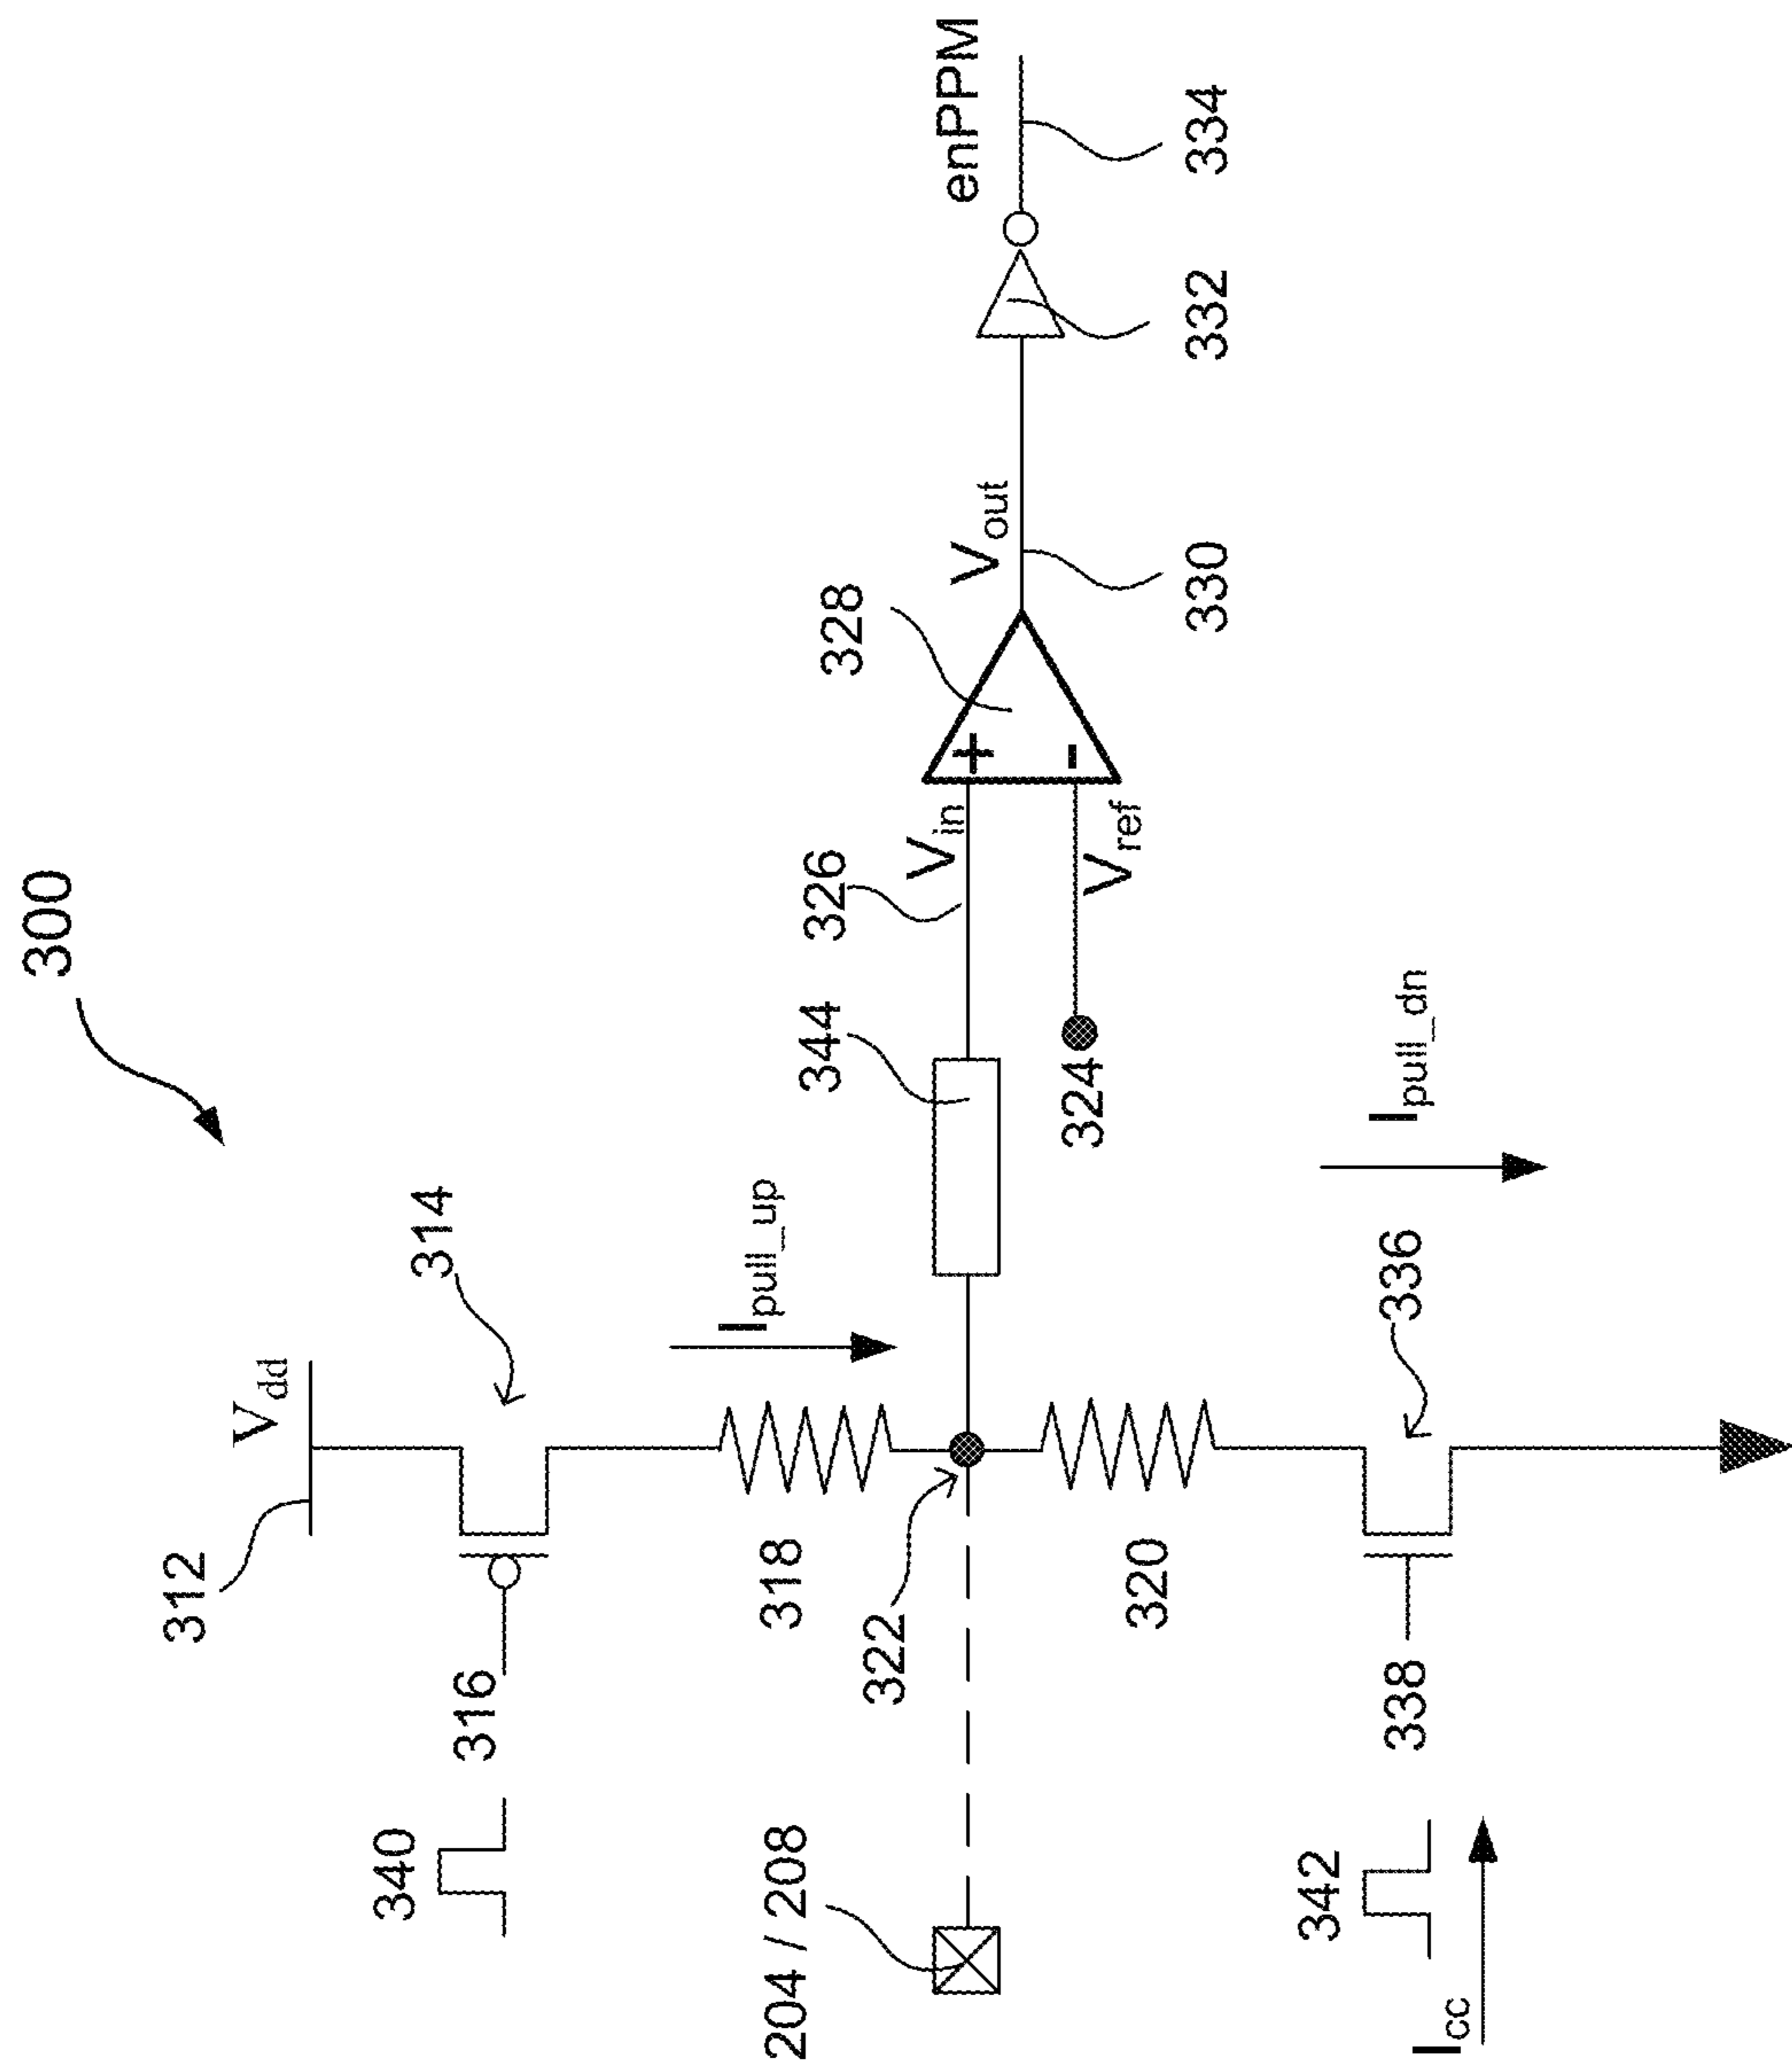 300
312
V_dd
314
340
316
I_pull_up
318
322
344
326
V_in
328
V_out
enPPM
204 / 208
+
-
324
V_ref
330
332
334
320
336
I_pull_dn
342
338
I_cc